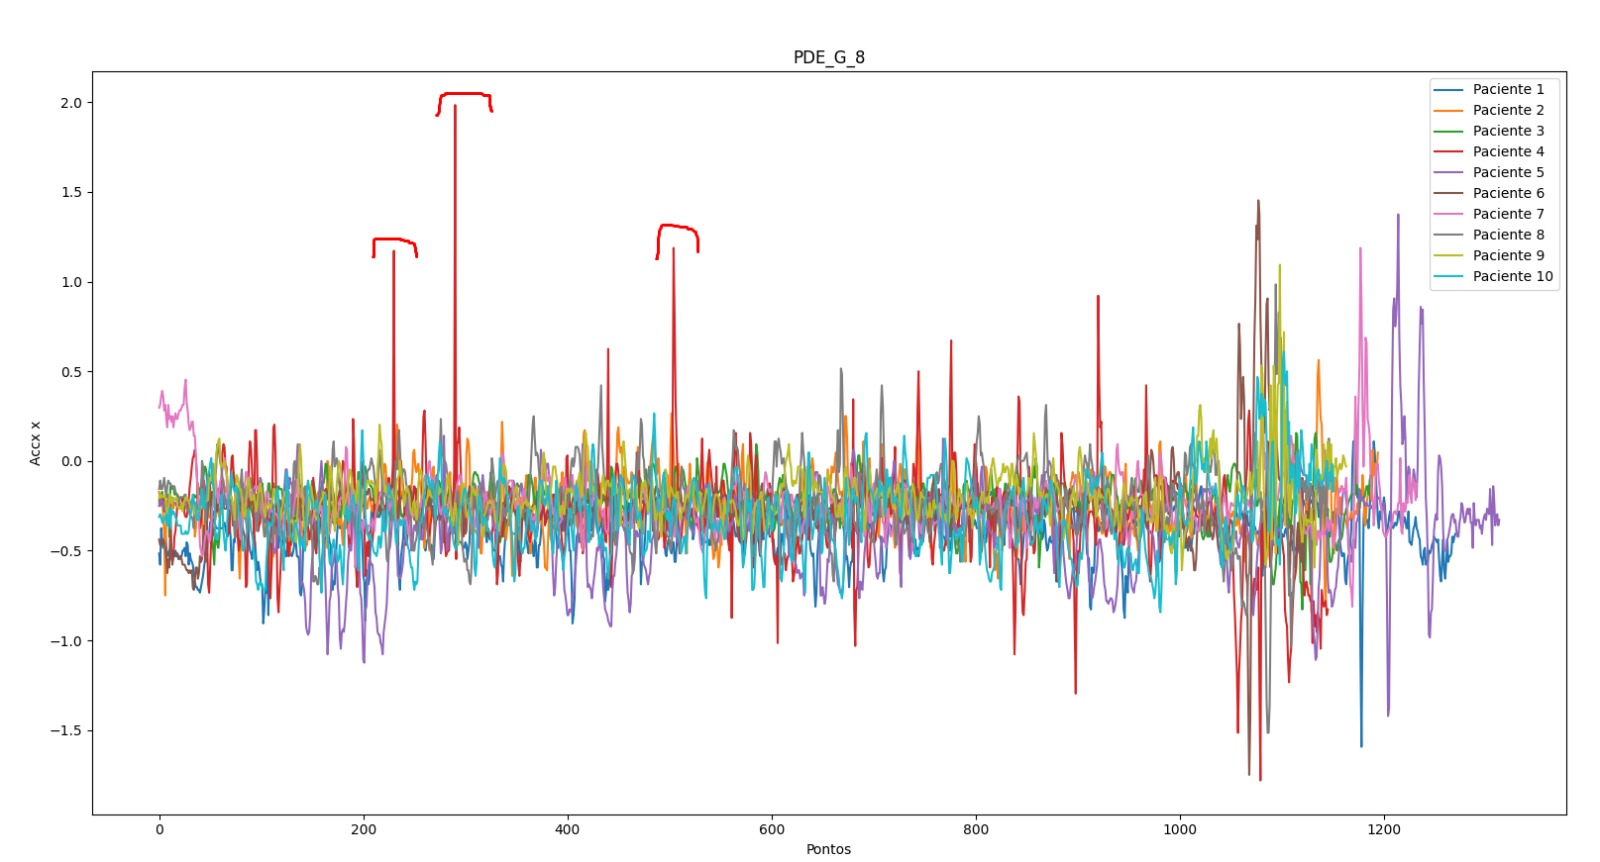 PDE_G_8
2.0
1.5
1.0
0.5
0.0
−0.5
−1.0
−1.5
Accx x
0 200 400 600 800 1000 1200
Pontos
Paciente 1
Paciente 2
Paciente 3
Paciente 4
Paciente 5
Paciente 6
Paciente 7
Paciente 8
Paciente 9
Paciente 10